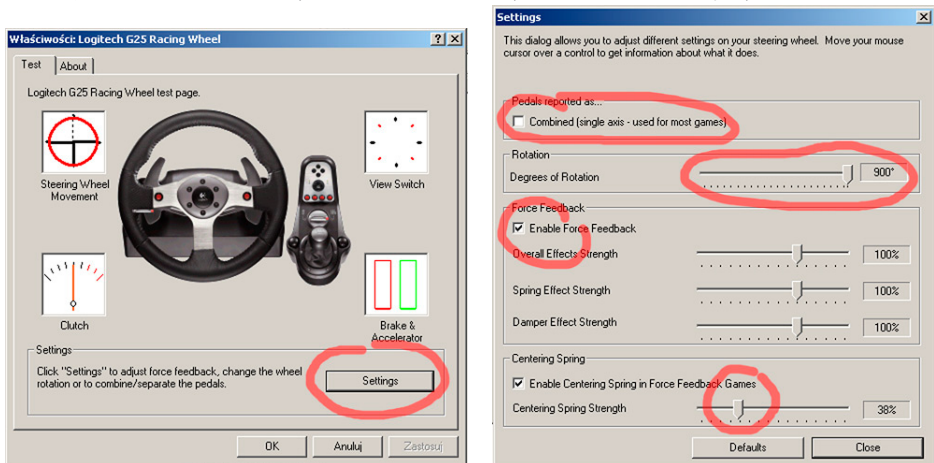 Właściwości: Logitech G25 Racing Wheel
Test
About
Logitech G25 Racing Wheel test page.
Steering Wheel
Movement
View Switch
Clutch
Brake &
Accelerator
Settings
Click "Settings" to adjust force feedback, change the wheel
rotation or to combine/separate the pedals.
Settings
OK
Anuluj
Zastosuj
Settings
This dialog allows you to adjust different settings on your steering wheel. Move your mouse
cursor over a control to get information about what it does.
Pedals reported as...
Combined (single axis - used for most games)
Rotation
Degrees of Rotation
900°
Force Feedback
Enable Force Feedback
Overall Effects Strength
100%
Spring Effect Strength
100%
Damper Effect Strength
100%
Centering Spring
Enable Centering Spring in Force Feedback Games
Centering Spring Strength
38%
Defaults
Close